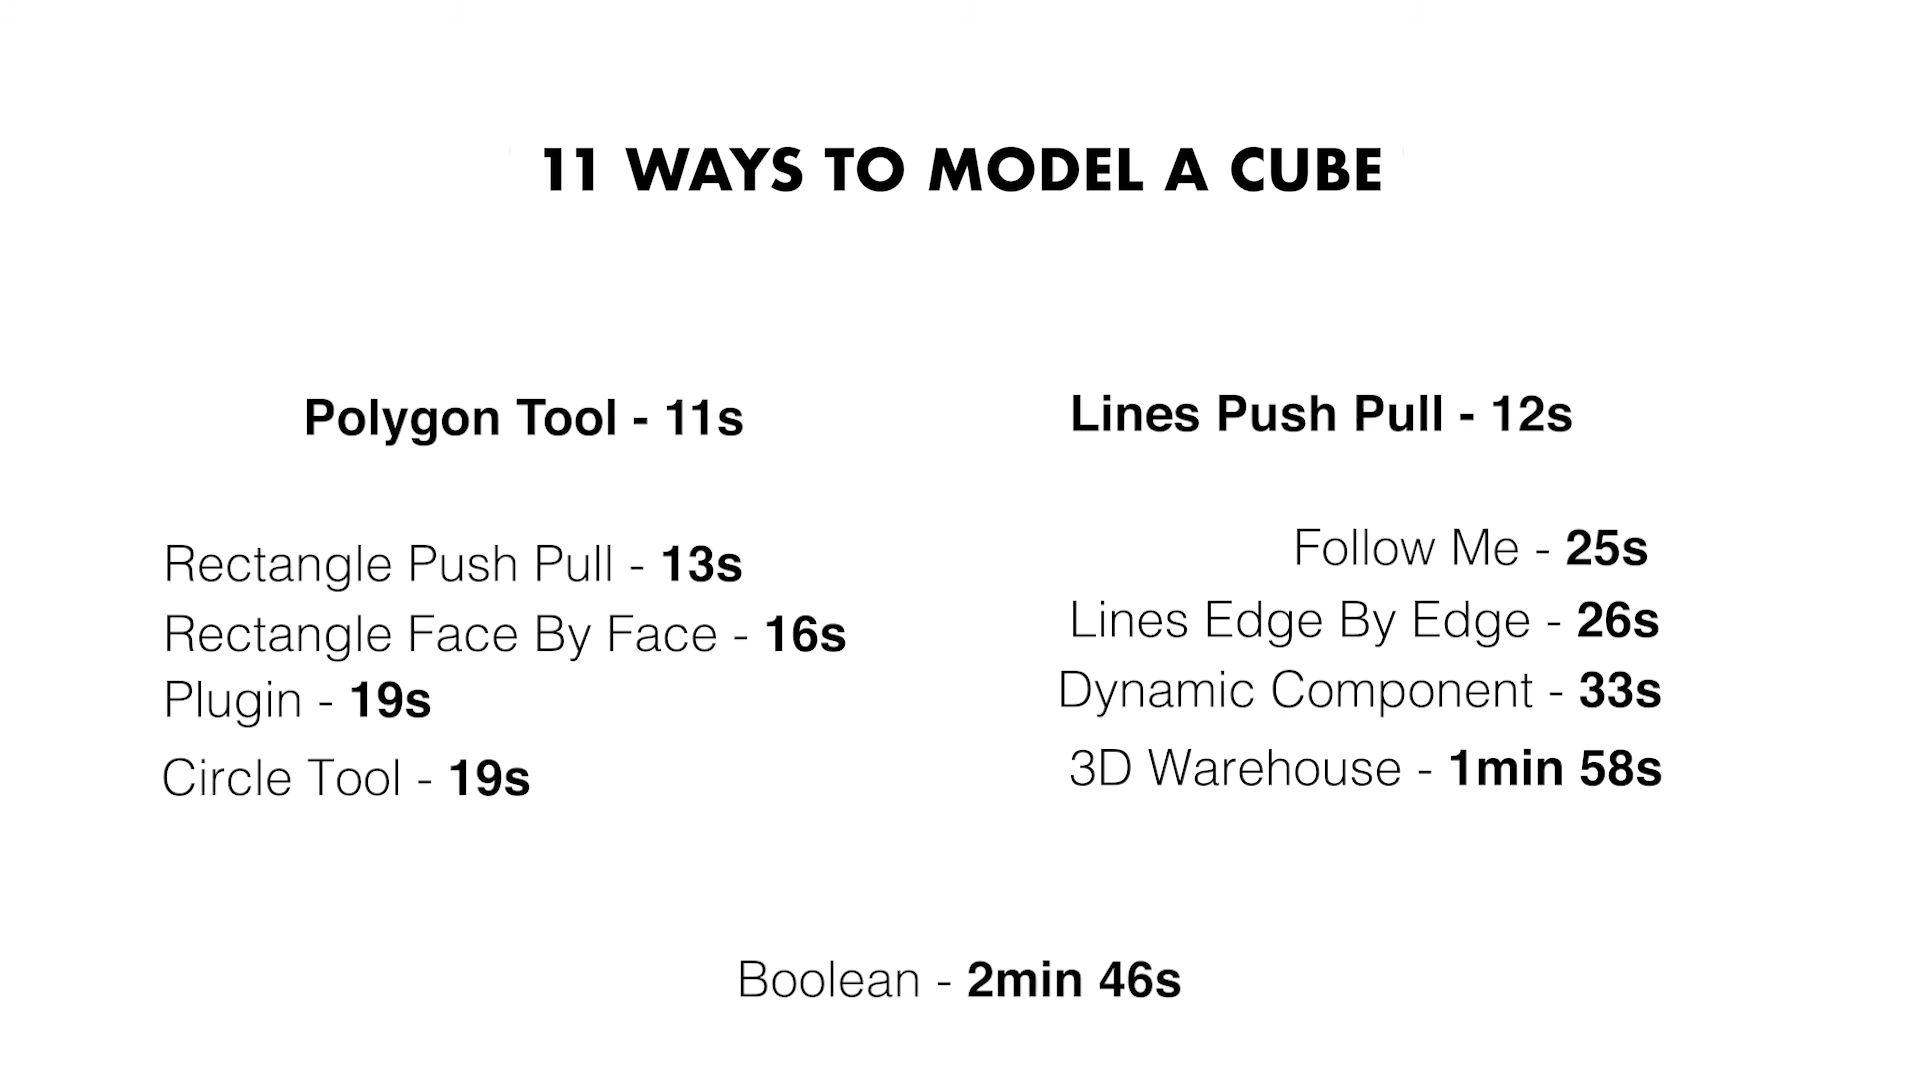 11 WAYS TO MODEL A CUBE
Polygon Tool - 11s
Rectangle Push Pull - 13s
Rectangle Face By Face - 16s
Plugin - 19s
Circle Tool - 19s
Lines Push Pull - 12s
Follow Me - 25s
Lines Edge By Edge - 26s
Dynamic Component - 33s
3D Warehouse - 1min 58s
Boolean - 2min 46s